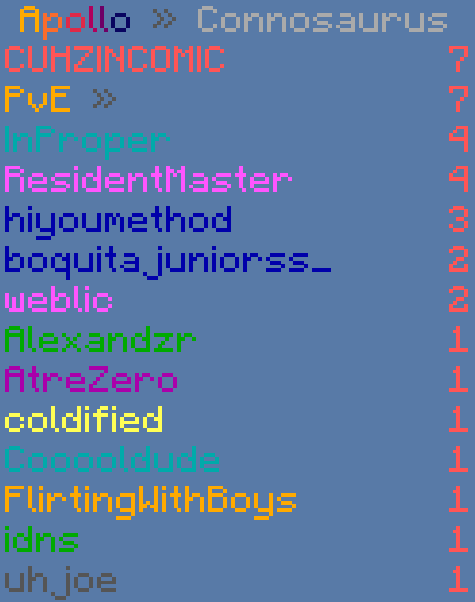 Apollo » Connosaurus
CUHZINCOMIC 7
PvE » 7
InProper 4
ResidentMaster 4
hiyoumethod 3
boquita_juniorss_ 2
weblic 2
Alexandzr 1
AtreZero 1
coldified 1
Cooooldude 1
FlirtingWithBoys 1
idns 1
uh_joe 1